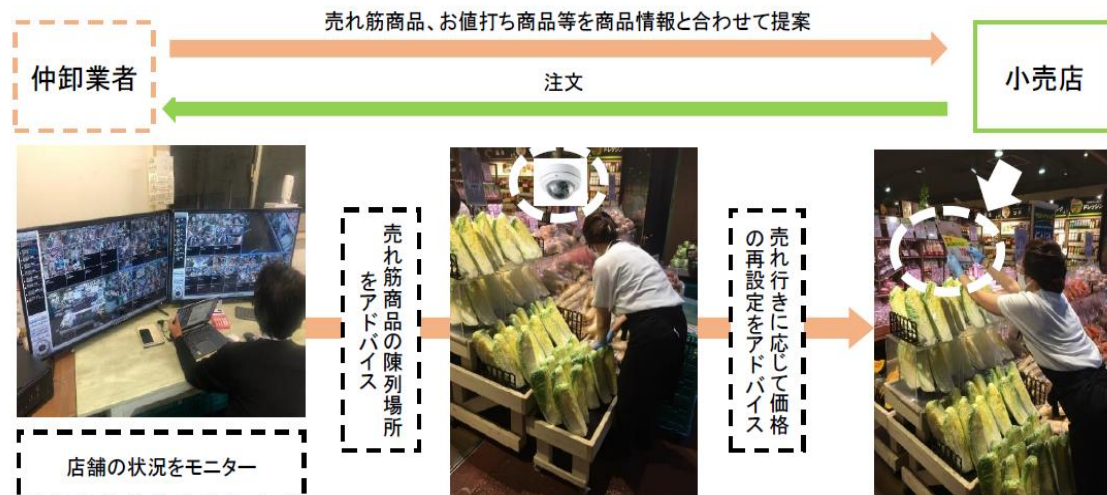 売れ筋商品、お値打ち商品等を商品情報と合わせて提案
仲卸業者
小売店
注文
売れ筋商品の陳列場所
をアドバイス
売れ行きに応じて価格
の再設定をアドバイス
店舗の状況をモニター